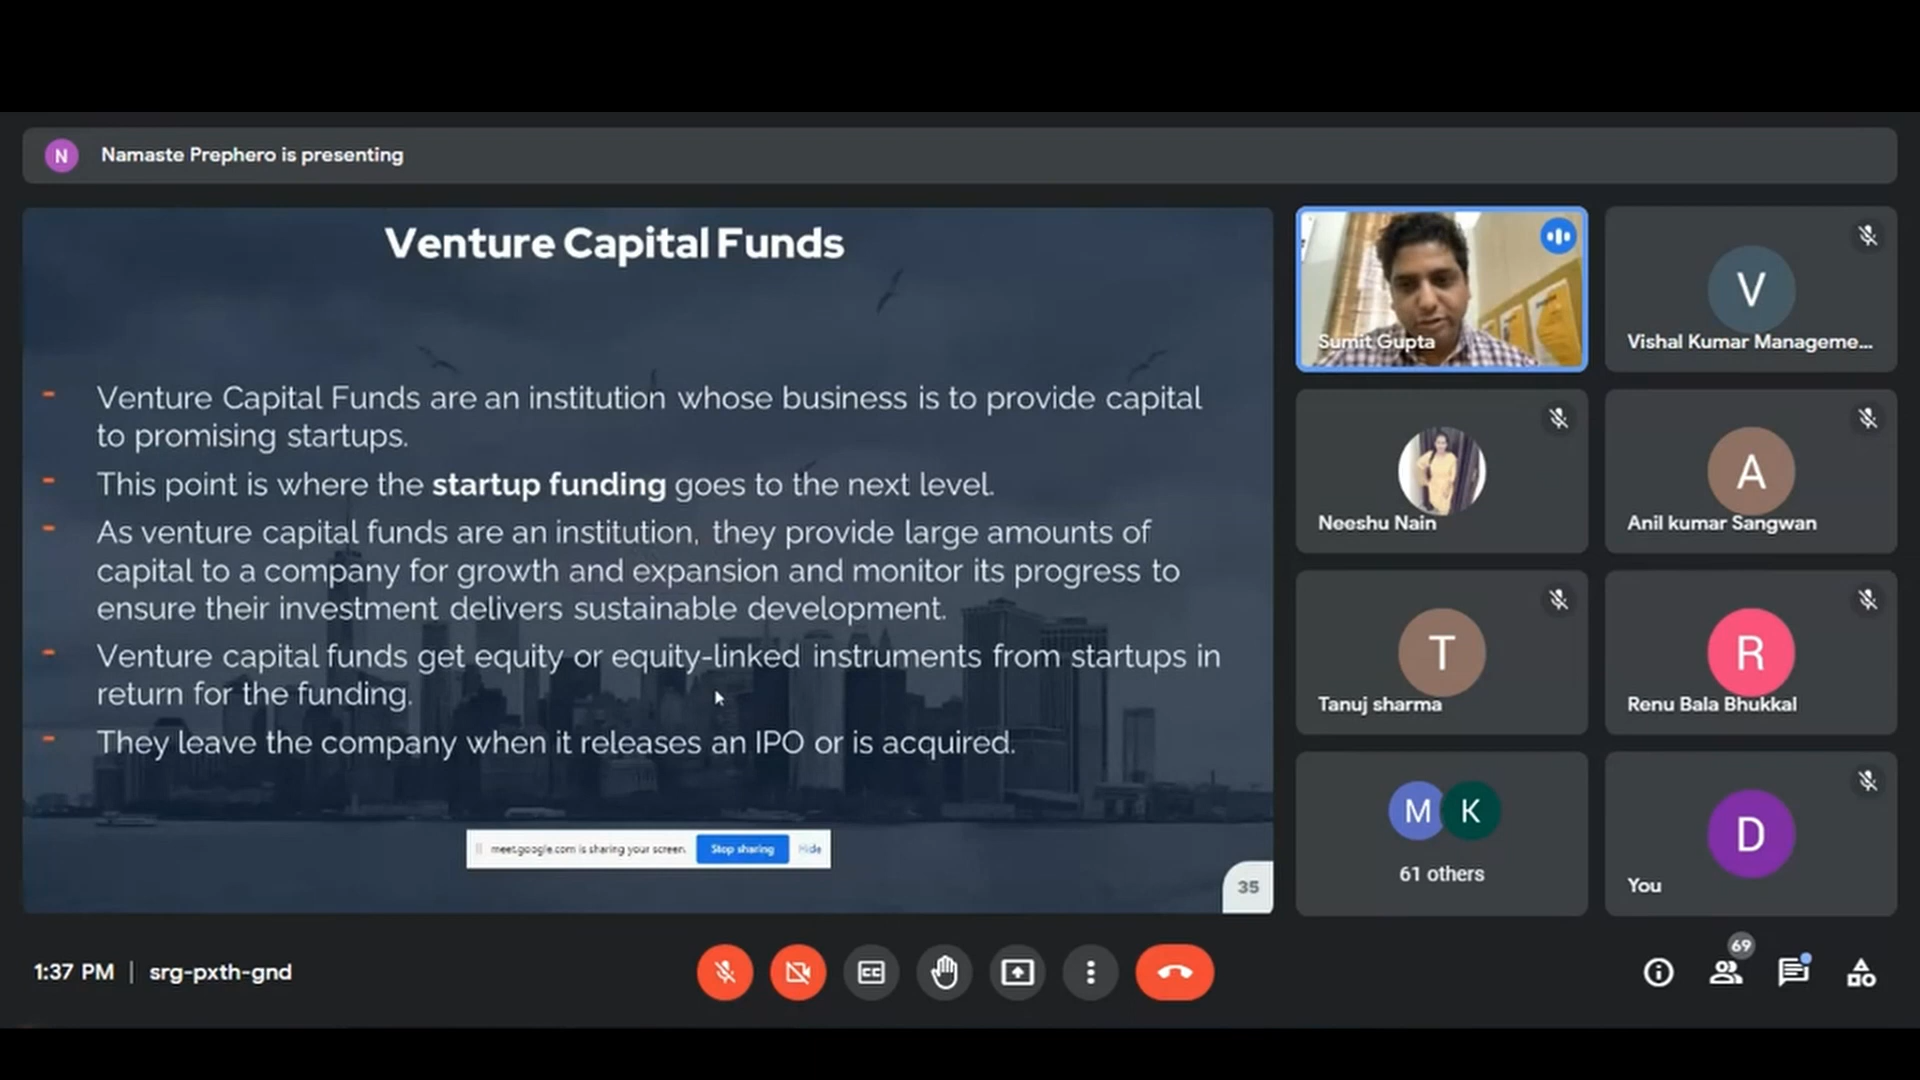 N
Namaste Prephero is presenting
Venture Capital Funds
- Venture Capital Funds are an institution whose business is to provide capital
to promising startups.
- This point is where the startup funding goes to the next level.
- As venture capital funds are an institution, they provide large amounts of
capital to a company for growth and expansion and monitor its progress to
ensure their investment delivers sustainable development.
- Venture capital funds get equity or equity-linked instruments from startups in
return for the funding.
- They leave the company when it releases an IPO or is acquired.
meet.google.com is sharing your screen. Stop sharing Hide
35
Sumit Gupta
V
Vishal Kumar Manageme...
Neeshu Nain
A
Anil kumar Sangwan
T
Tanuj sharma
R
Renu Bala Bhukkal
M K
61 others
D
You
1:37 PM | srg-pxth-gnd
CC
69